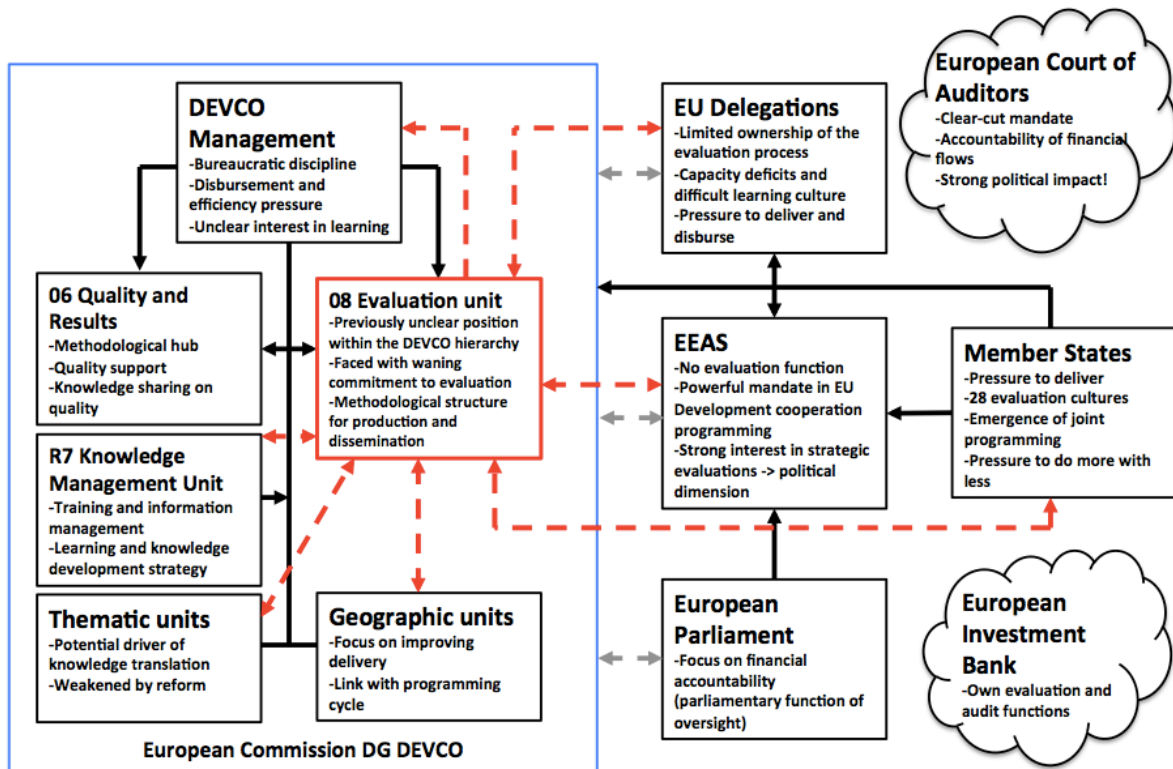 DEVCO
Management
-Bureaucratic discipline
-Disbursement and
efficiency pressure
-Unclear interest in learning
06 Quality and
Results
-Methodological hub
-Quality support
-Knowledge sharing on
quality
08 Evaluation unit
-Previously unclear position
within the DEVCO hierarchy
-Faced with waning
commitment to evaluation
-Methodological structure
for production and
dissemination
R7 Knowledge
Management Unit
-Training and information
management
-Learning and knowledge
development strategy
Thematic units
-Potential driver of
knowledge translation
-Weakened by reform
Geographic units
-Focus on improving
delivery
-Link with programming
cycle
European Commission DG DEVCO
EU Delegations
-Limited ownership of the
evaluation process
-Capacity deficits and
difficult learning culture
-Pressure to deliver and
disburse
EEAS
-No evaluation function
-Powerful mandate in EU
Development cooperation
programming
-Strong interest in strategic
evaluations -> political
dimension
European
Parliament
-Focus on financial
accountability
(parliamentary function of
oversight)
European Court of
Auditors
-Clear-cut mandate
-Accountability of financial
flows
-Strong political impact!
Member States
-Pressure to deliver
-28 evaluation cultures
-Emergence of joint
programming
-Pressure to do more with
less
European
Investment
Bank
-Own evaluation and
audit functions